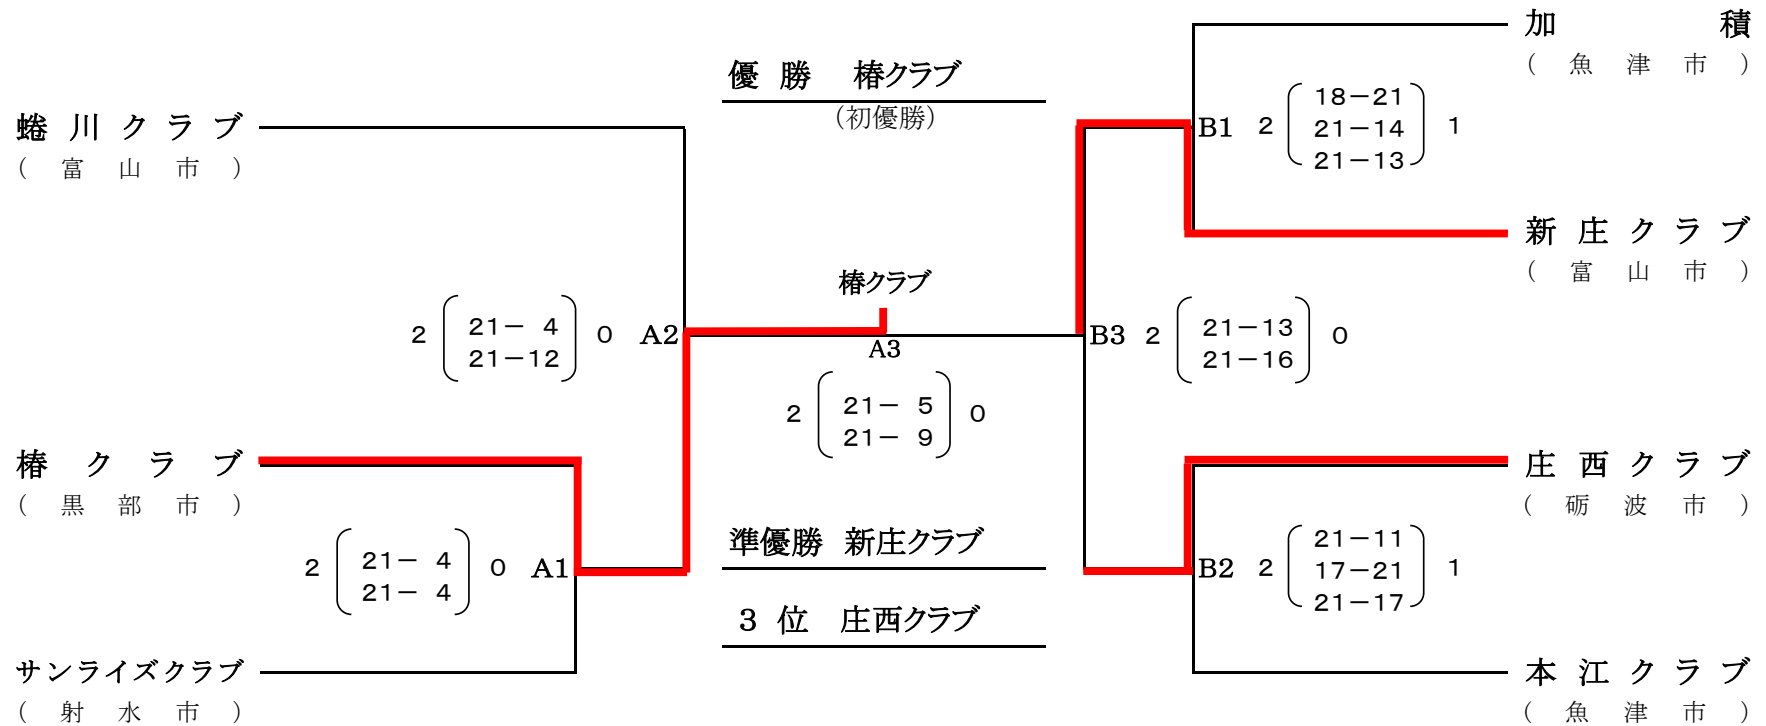 優勝 椿クラブ
(初優勝)
蜷川クラブ
(富山市)
椿クラブ
(黒部市)
サンライズクラブ
(射水市)
2 21− 4 0 A2
21−12
2 21− 4 0 A1
21− 4
椿クラブ
A3
2 21− 5 0
21− 9
準優勝 新庄クラブ
3位 庄西クラブ
加積
(魚津市)
新庄クラブ
(富山市)
庄西クラブ
(砺波市)
本江クラブ
(魚津市)
18−21
B1 2 21−14 1
21−13
B3 2 21−13 0
21−16
21−11
B2 2 17−21 1
21−17